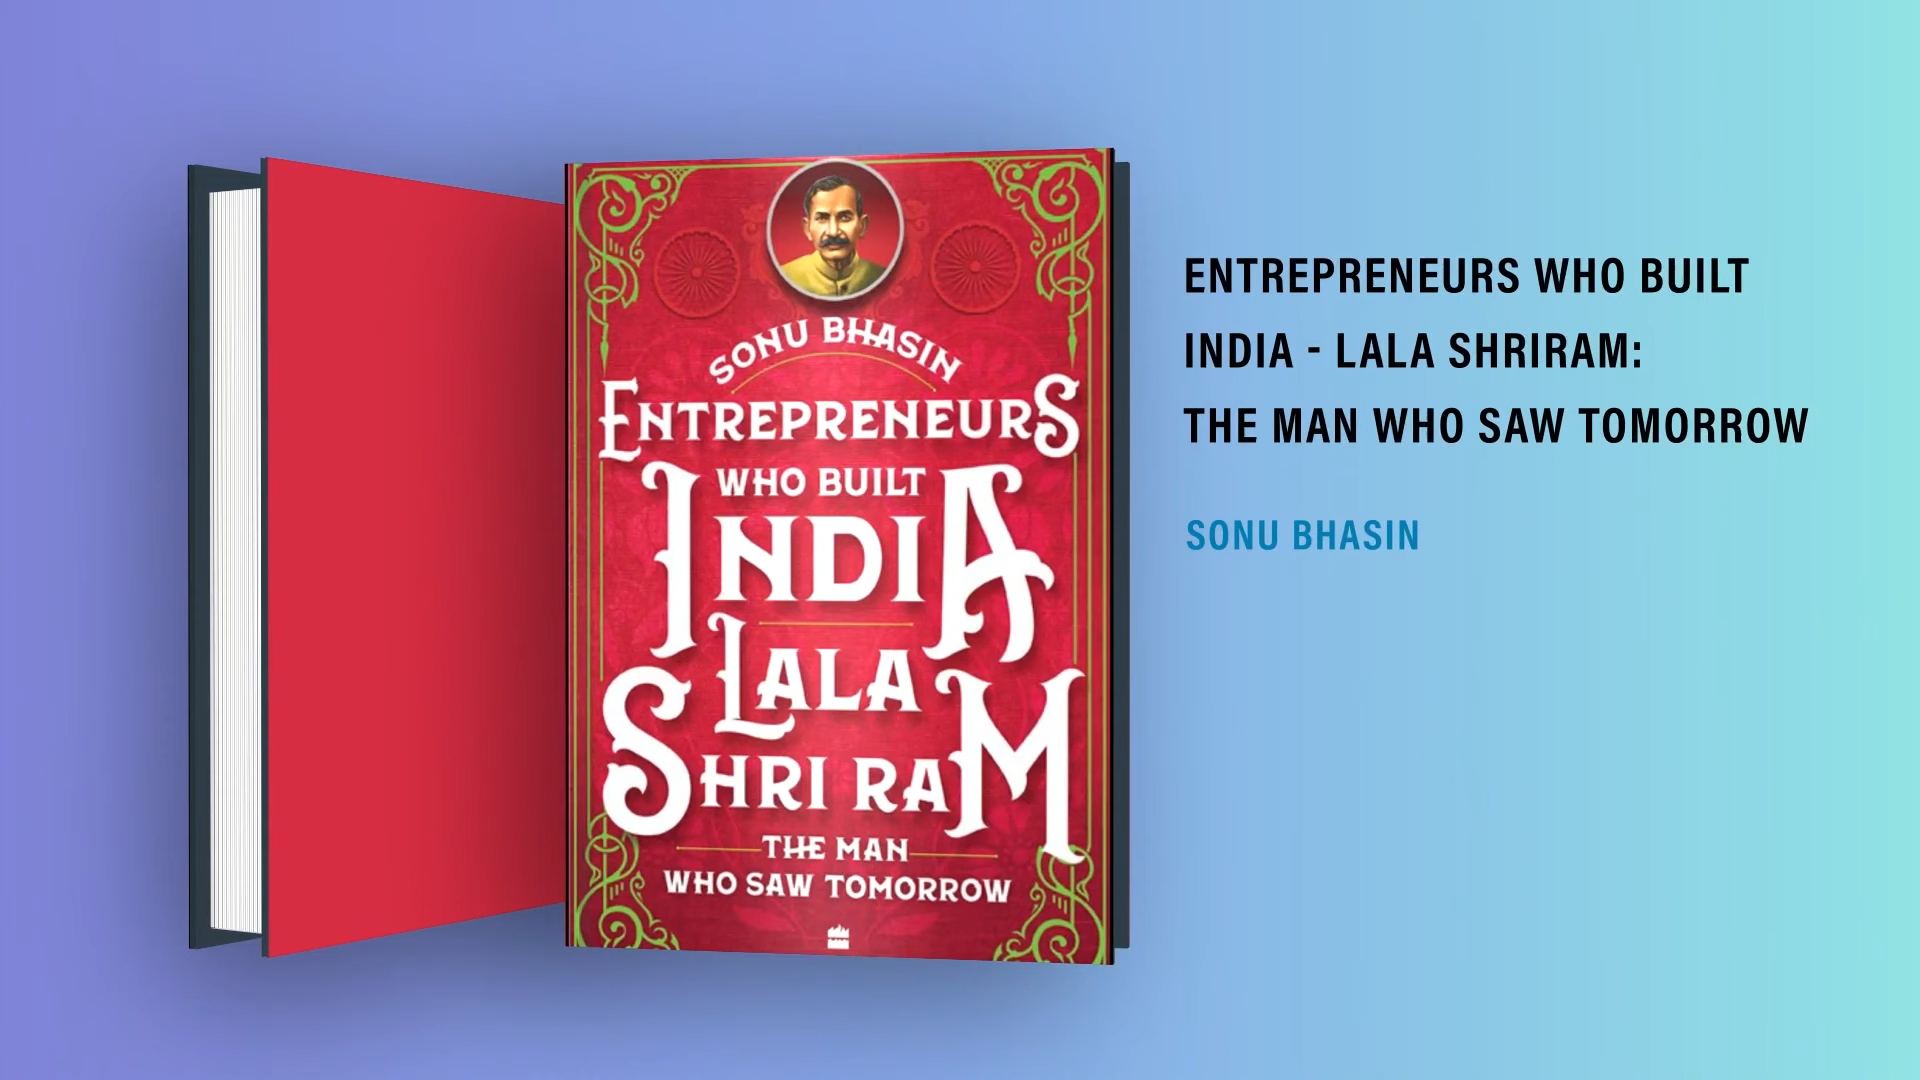 SONU BHASIN
ENTREPRENEURS
WHO BUILT
INDIA
LALA
SHRI RAM
THE MAN
WHO SAW TOMORROW
ENTREPRENEURS WHO BUILT
INDIA - LALA SHRIRAM:
THE MAN WHO SAW TOMORROW
SONU BHASIN